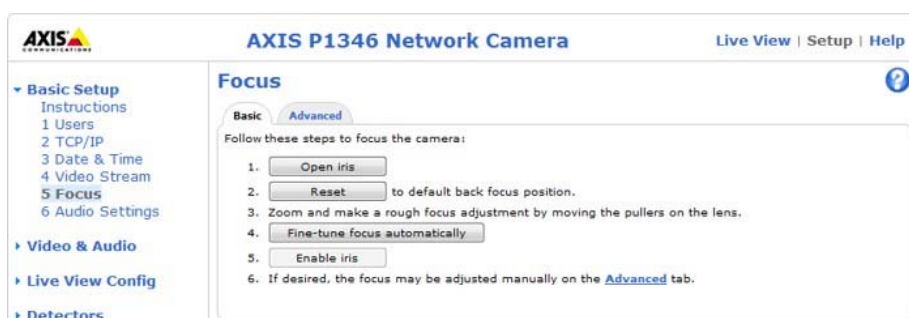 AXIS
COMMUNICATIONS
AXIS P1346 Network Camera
Live View | Setup | Help
Basic Setup
Instructions
1 Users
2 TCP/IP
3 Date & Time
4 Video Stream
5 Focus
6 Audio Settings
Video & Audio
Live View Config
Detectors
Focus
?
Basic Advanced
Follow these steps to focus the camera:
1. Open iris
2. Reset to default back focus position.
3. Zoom and make a rough focus adjustment by moving the pullers on the lens.
4. Fine-tune focus automatically
5. Enable iris
6. If desired, the focus may be adjusted manually on the Advanced tab.